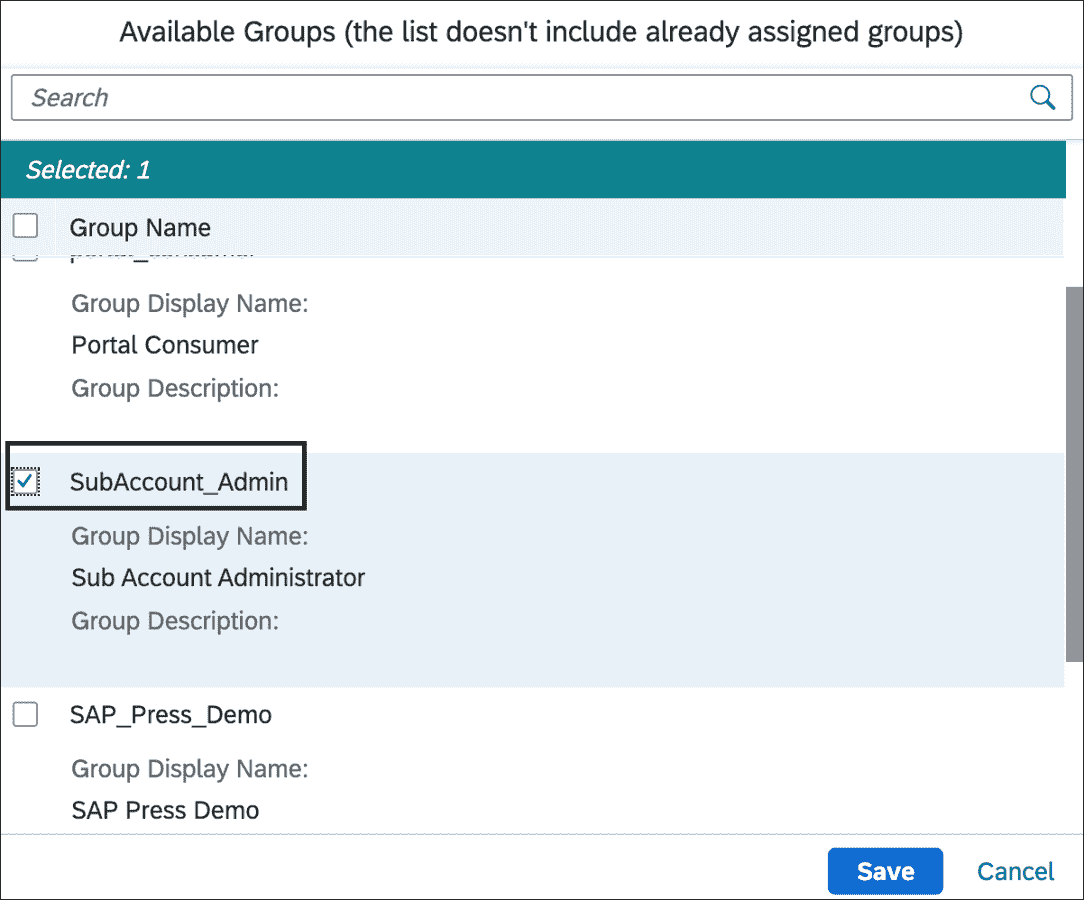 Available Groups (the list doesn't include already assigned groups)
Search
Selected: 1
Group Name
Group Display Name:
Portal Consumer
Group Description:
SubAccount_Admin
Group Display Name:
Sub Account Administrator
Group Description:
SAP_Press_Demo
Group Display Name:
SAP Press Demo
Save Cancel